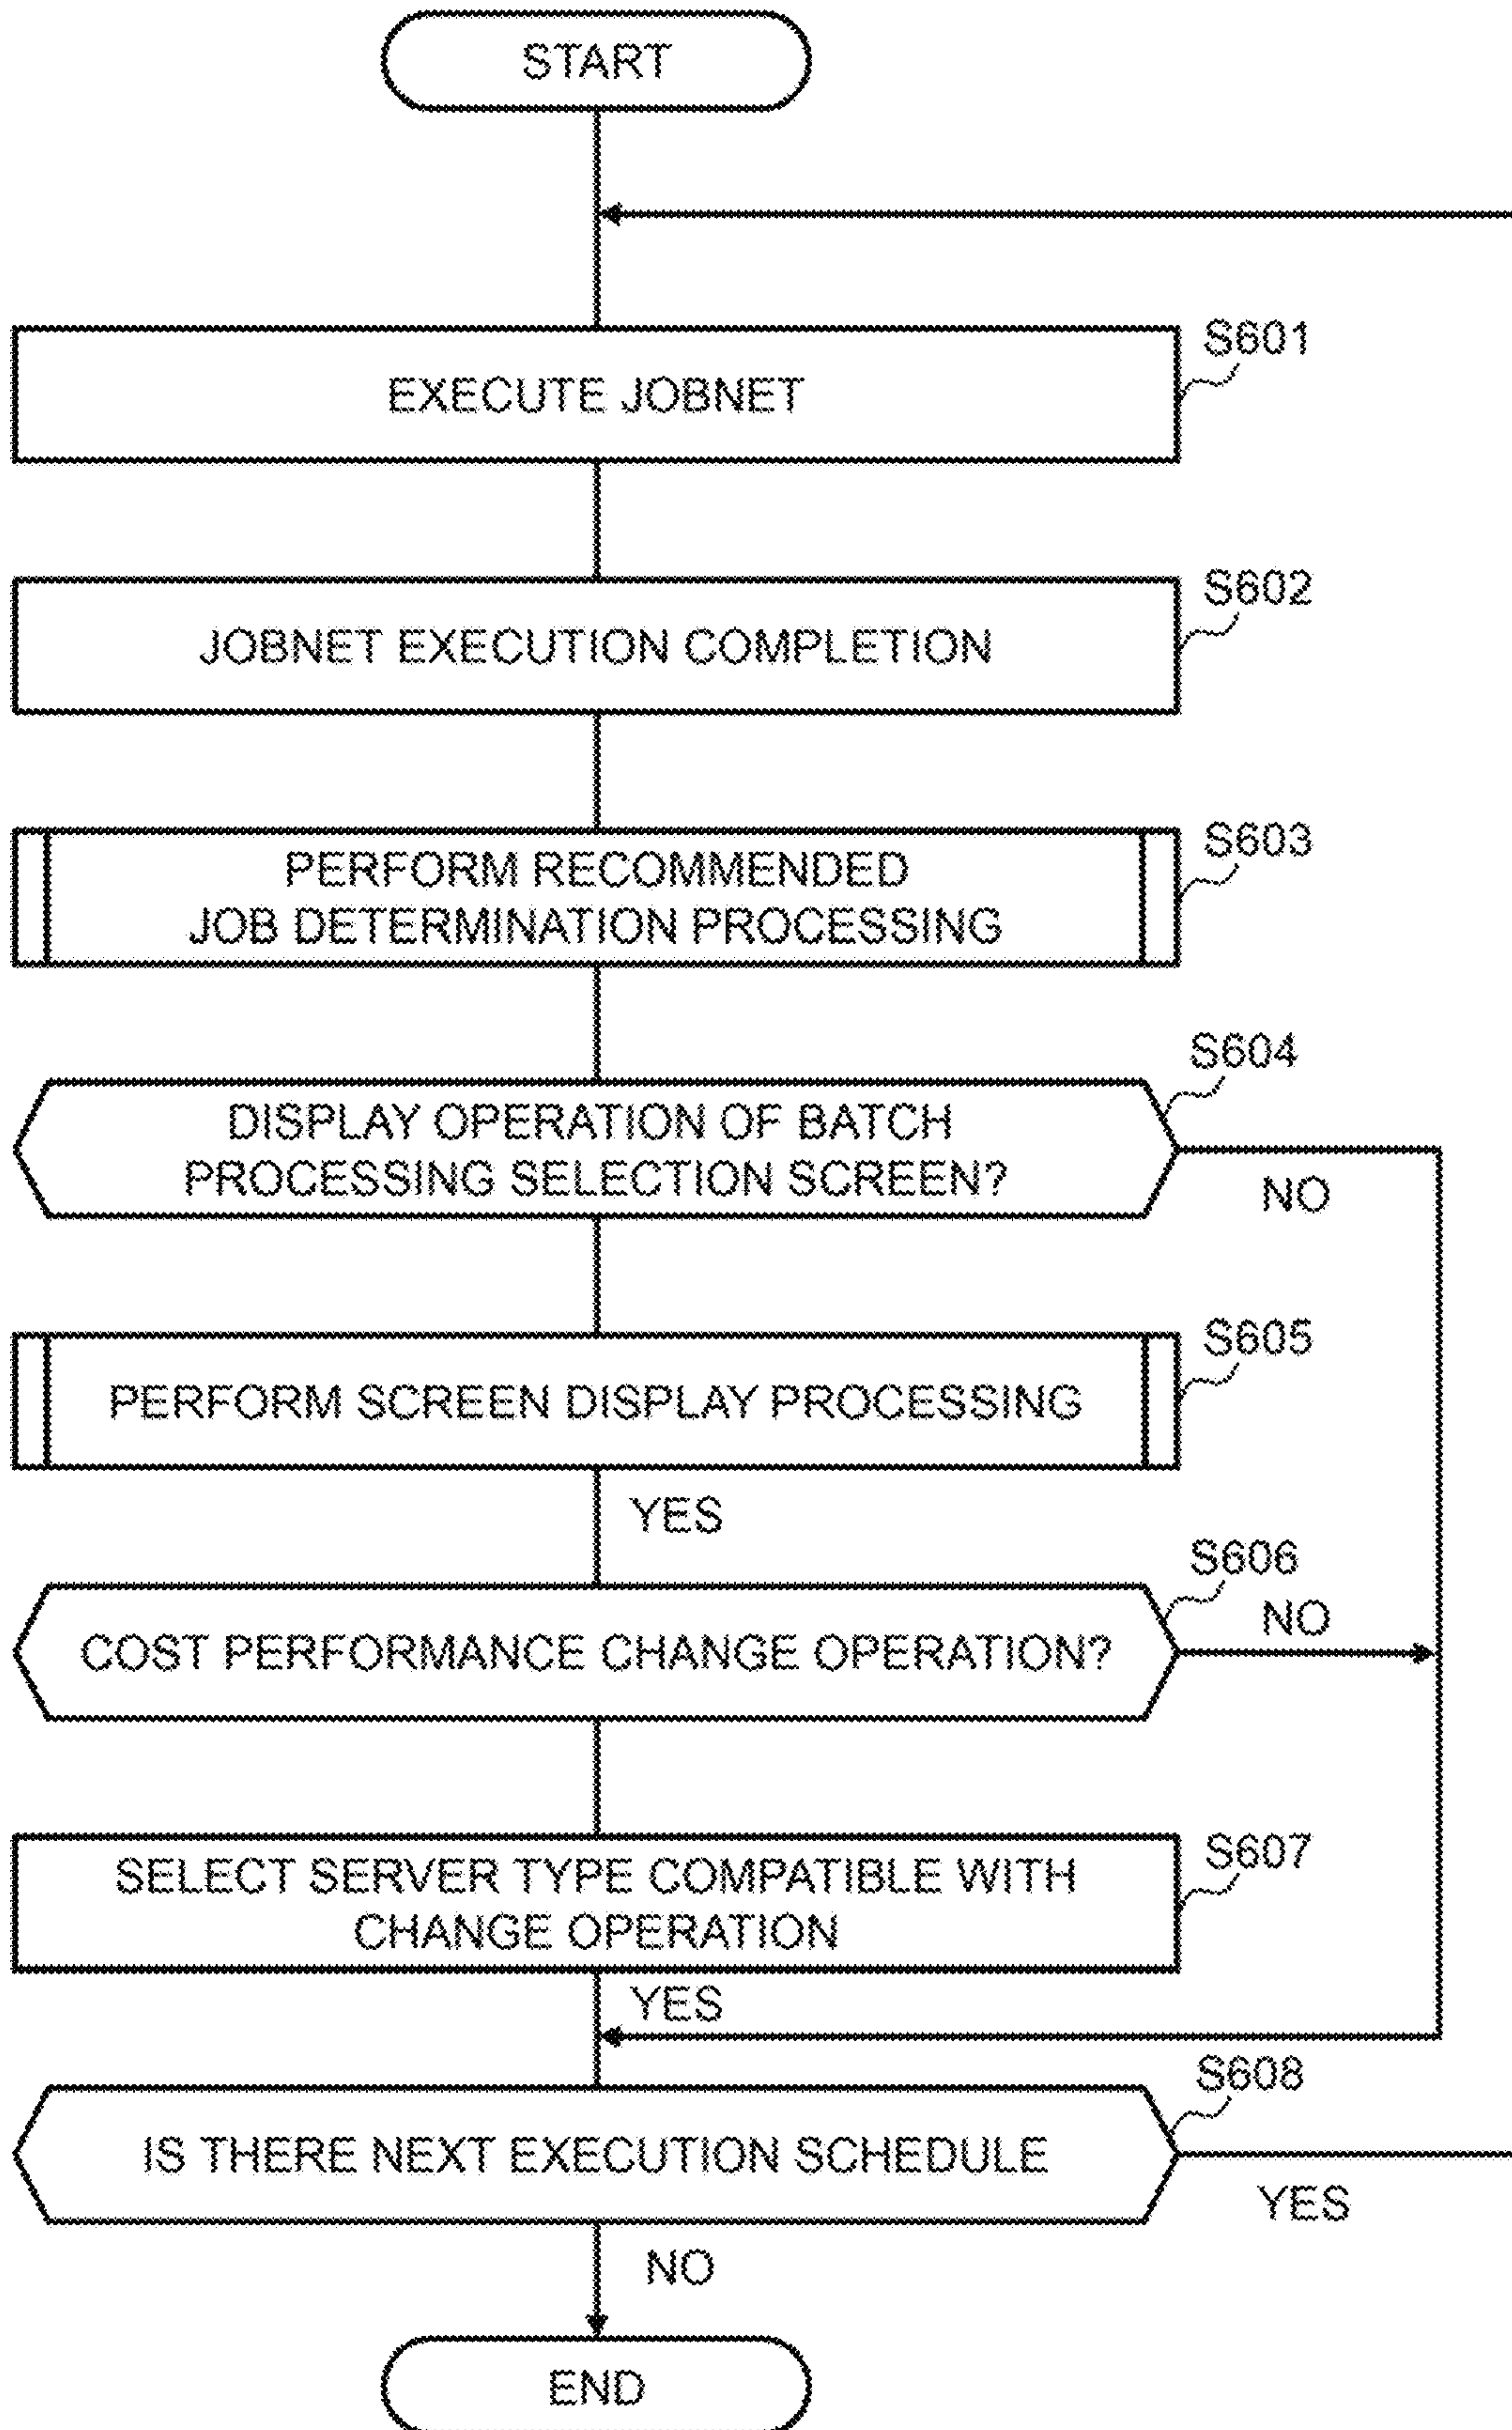 START
EXECUTE JOBNET
S601
JOBNET EXECUTION COMPLETION
S602
PERFORM RECOMMENDED
JOB DETERMINATION PROCESSING
S603
DISPLAY OPERATION OF BATCH
PROCESSING SELECTION SCREEN?
S604
NO
PERFORM SCREEN DISPLAY PROCESSING
S605
YES
COST PERFORMANCE CHANGE OPERATION?
S606
NO
SELECT SERVER TYPE COMPATIBLE WITH
CHANGE OPERATION
S607
YES
IS THERE NEXT EXECUTION SCHEDULE
S608
YES
NO
END